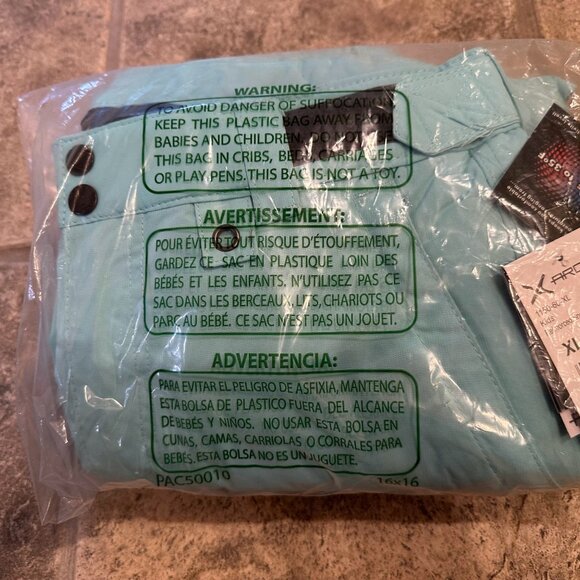 WARNING:
TO AVOID DANGER OF SUFFOCATION,
KEEP THIS PLASTIC BAG AWAY FROM
BABIES AND CHILDREN, DO NOT USE
THIS BAG IN CRIBS, BEDS, CARRIAGES
OR PLAY PENS. THIS BAG IS NOT A TOY.
AVERTISSEMENT:
POUR ÉVITER TOUT RISQUE D'ÉTOUFFEMENT,
GARDEZ CE SAC EN PLASTIQUE LOIN DES
BÉBÉS ET LES ENFANTS. N'UTILISEZ PAS CE
SAC DANS LES BERCEAUX, LITS, CHARIOTS OU
PARC AU BÉBÉ. CE SAC N'EST PAS UN JOUET.
ADVERTENCIA:
PARA EVITAR EL PELIGRO DE ASFIXIA, MANTENGA
ESTA BOLSA DE PLASTICO FUERA DEL ALCANCE
DE BEBÉS Y NIÑOS. NO USAR ESTA BOLSA EN
CUNAS, CAMAS, CARRIOLAS O CORRALES PARA
BEBÉS. ESTA BOLSA NO ES UN JUGUETE.
PAC50010 16x16
to 35°F
Kids